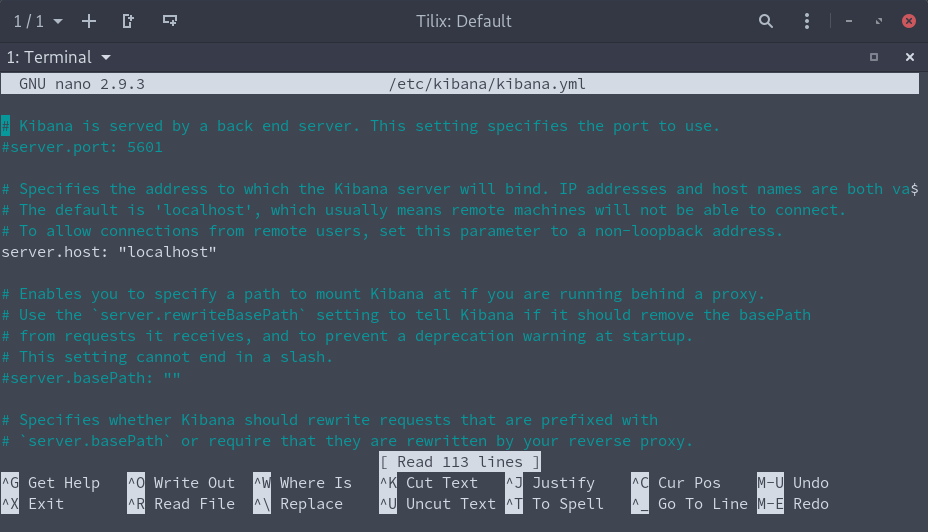 1 / 1
Tilix: Default
1: Terminal
GNU nano 2.9.3 /etc/kibana/kibana.yml
# Kibana is served by a back end server. This setting specifies the port to use.
#server.port: 5601
# Specifies the address to which the Kibana server will bind. IP addresses and host names are both va$
# The default is 'localhost', which usually means remote machines will not be able to connect.
# To allow connections from remote users, set this parameter to a non-loopback address.
server.host: "localhost"
# Enables you to specify a path to mount Kibana at if you are running behind a proxy.
# Use the `server.rewriteBasePath` setting to tell Kibana if it should remove the basePath
# from requests it receives, and to prevent a deprecation warning at startup.
# This setting cannot end in a slash.
#server.basePath: ""
# Specifies whether Kibana should rewrite requests that are prefixed with
# `server.basePath` or require that they are rewritten by your reverse proxy.
[ Read 113 lines ]
^G Get Help ^O Write Out ^W Where Is ^K Cut Text ^J Justify ^C Cur Pos M-U Undo
^X Exit ^R Read File ^\ Replace ^U Uncut Text ^T To Spell ^_ Go To Line M-E Redo